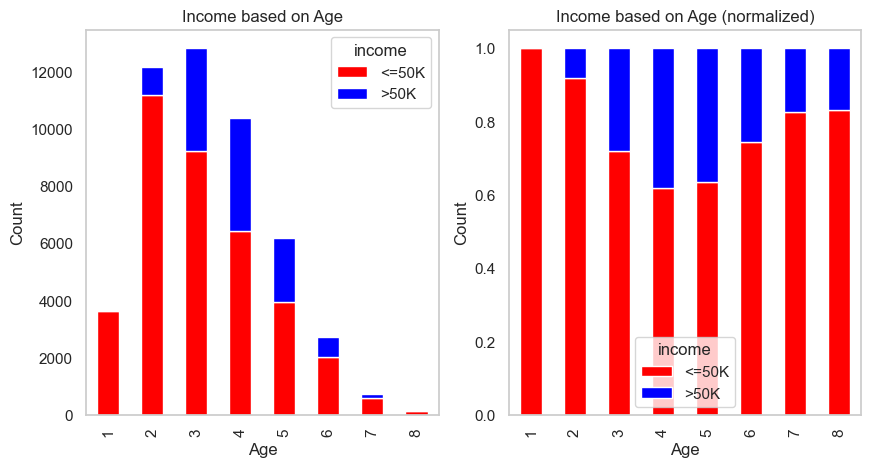 Income based on Age
income
<=50K
>50K
12000
10000
8000
6000
4000
2000
0
Count
1 2 3 4 5 6 7 8
Age
Income based on Age (normalized)
1.0
0.8
0.6
0.4
0.2
0.0
Count
income
<=50K
>50K
1 2 3 4 5 6 7 8
Age